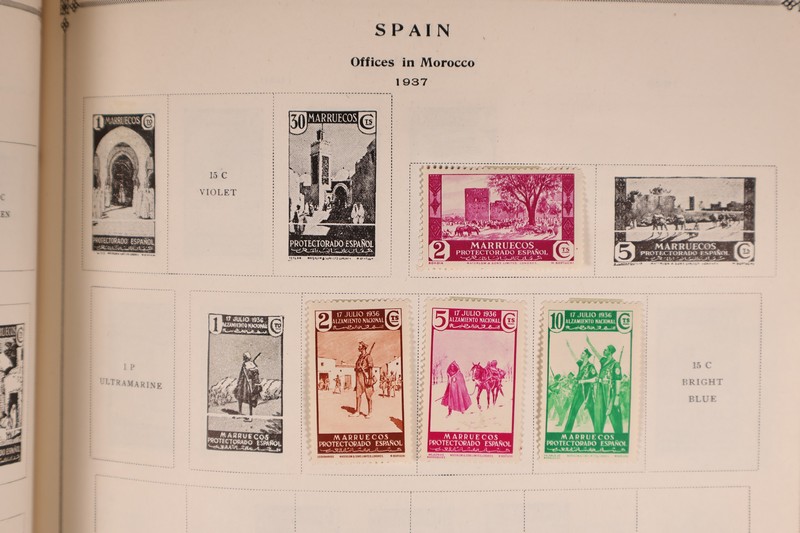 SPAIN
Offices in Morocco
1937
1 MARRUECOS CTO
PROTECTORADO ESPAÑOL
15 C
VIOLET
30 CTS
MARRUECOS
PROTECTORADO ESPAÑOL
2 CTS
MARRUECOS
PROTECTORADO ESPAÑOL
5 CTS
MARRUECOS
PROTECTORADO ESPAÑOL
1 P
ULTRAMARINE
17 JULIO 1936
1 CTO
ALZAMIENTO NACIONAL
MARRUECOS
PROTECTORADO ESPAÑOL
17 JULIO 1936
2 CTS
ALZAMIENTO NACIONAL
MARRUECOS
PROTECTORADO ESPAÑOL
17 JULIO 1936
5 CTS
ALZAMIENTO NACIONAL
MARRUECOS
PROTECTORADO ESPAÑOL
17 JULIO 1936
10 CTS
ALZAMIENTO NACIONAL
MARRUECOS
PROTECTORADO ESPAÑOL
15 C
BRIGHT
BLUE